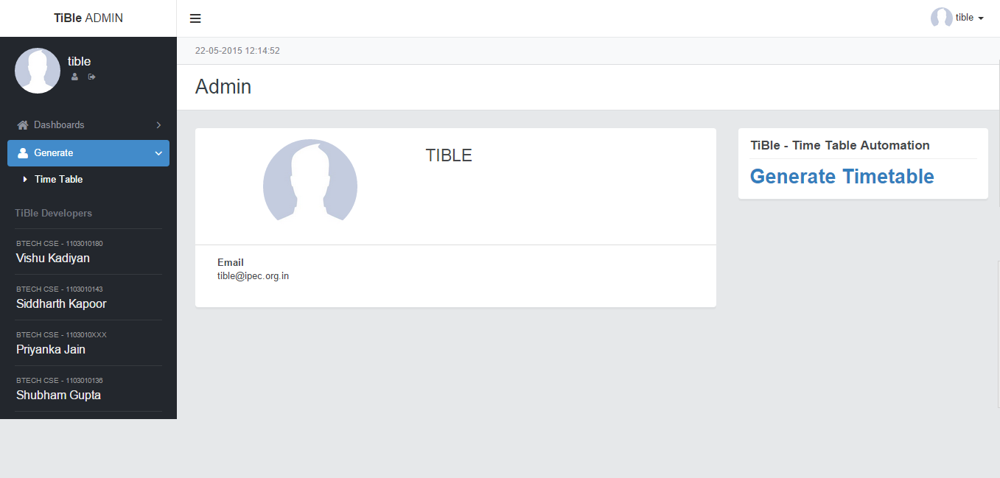 TiBle ADMIN
tible
22-05-2015 12:14:52
Admin
tible
Dashboards
Generate
Time Table
TiBle Developers
BTECH CSE - 1103010180
Vishu Kadiyan
BTECH CSE - 1103010143
Siddharth Kapoor
BTECH CSE - 1103010XXX
Priyanka Jain
BTECH CSE - 1103010136
Shubham Gupta
TIBLE
Email
tible@ipec.org.in
TiBle - Time Table Automation
Generate Timetable